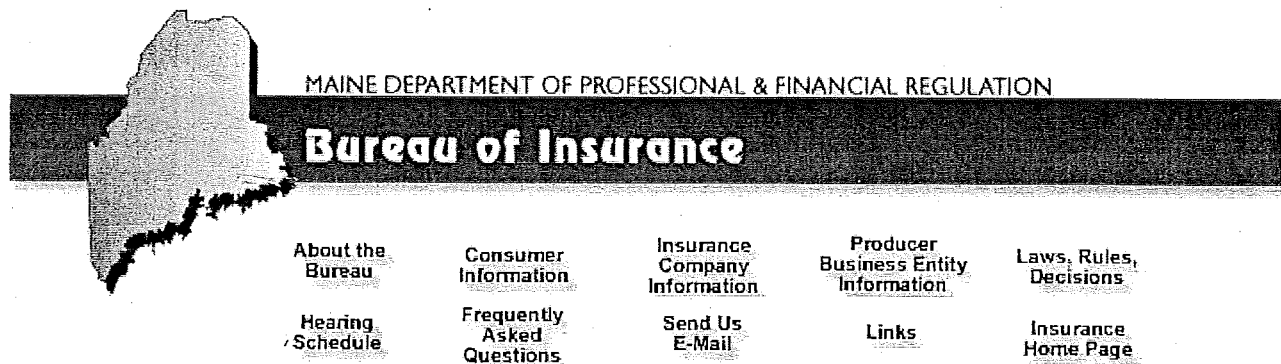 MAINE DEPARTMENT OF PROFESSIONAL & FINANCIAL REGULATION
Bureau of Insurance
About the
Bureau
Consumer
Information
Insurance
Company
Information
Producer
Business Entity
Information
Laws, Rules,
Decisions
Hearing
Schedule
Frequently
Asked
Questions
Send Us
E-Mail
Links
Insurance
Home Page